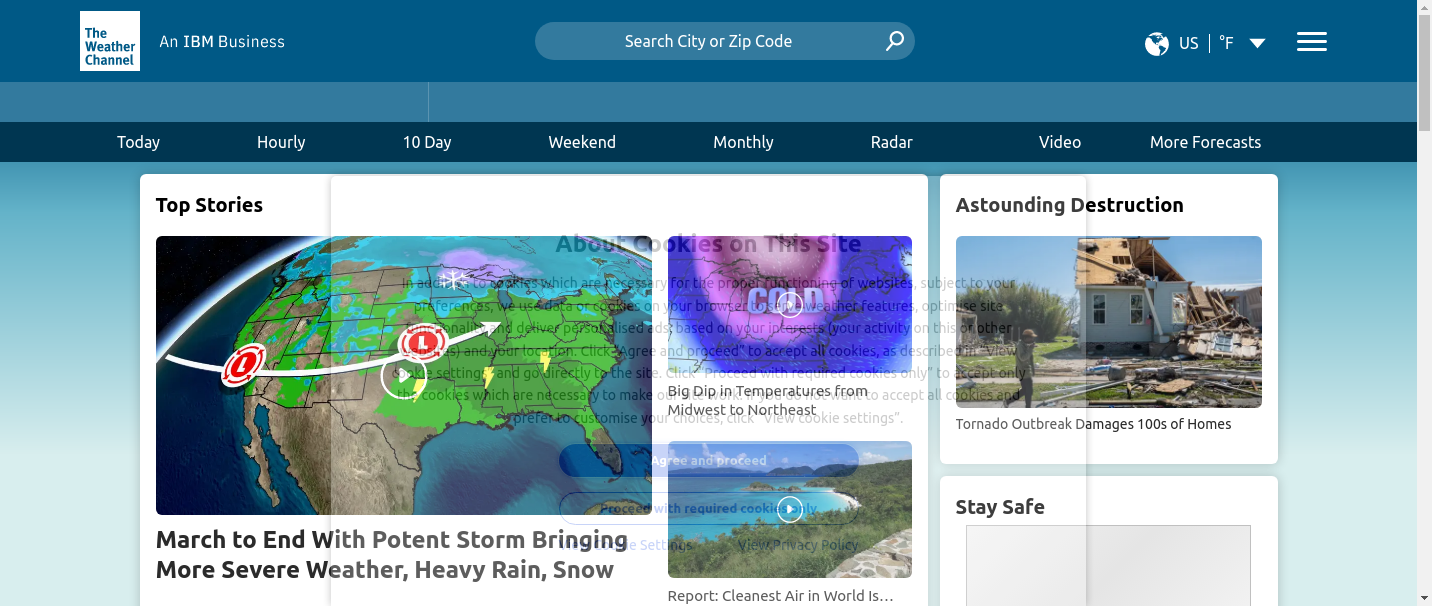 The
Weather
Channel
An IBM Business
Search City or Zip Code
US
°F
Today
Hourly
10 Day
Weekend
Monthly
Radar
Video
More Forecasts
Top Stories
L
L
March to End With Potent Storm Bringing
More Severe Weather, Heavy Rain, Snow
COLD
Big Dip in Temperatures from
Midwest to Northeast
Report: Cleanest Air in World Is…
Astounding Destruction
Tornado Outbreak Damages 100s of Homes
Stay Safe
About Cookies on This Site
In addition to cookies which are necessary for the proper functioning of websites, subject to your
preferences, we use data or cookies on your browser to serve weather features, optimise site
functionality and deliver personalised ads, based on your interests (your activity on this or other
websites) and your location. Click "Agree and proceed" to accept all cookies, as described in "View
cookie settings" and go directly to the site. Click "Proceed with required cookies only" to accept only
the cookies which are necessary to make our site work. If you do not want to accept all cookies and
prefer to customise your choices, click "View cookie settings".
Agree and proceed
Proceed with required cookies only
View Cookie Settings
View Privacy Policy